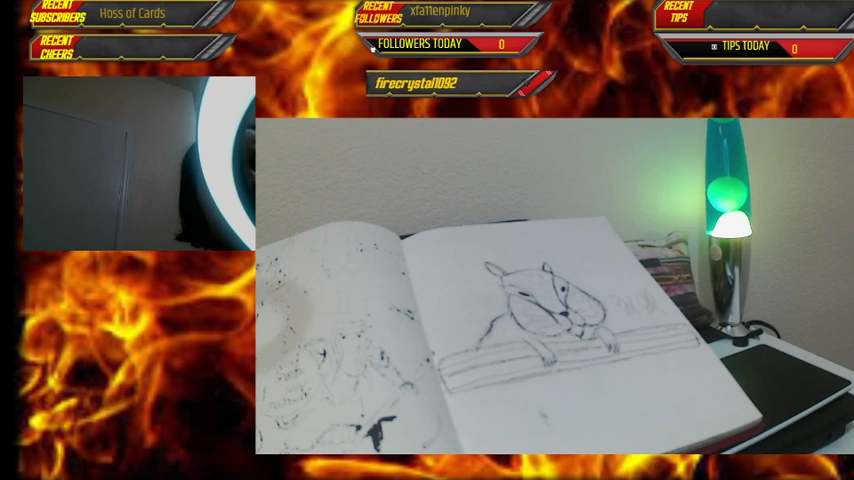 RECENT SUBSCRIBERS
Hoss of Cards
RECENT CHEERS
RECENT FOLLOWERS
xfa11enpinky
FOLLOWERS TODAY 0
firecrystal1092
RECENT TIPS
TIPS TODAY 0